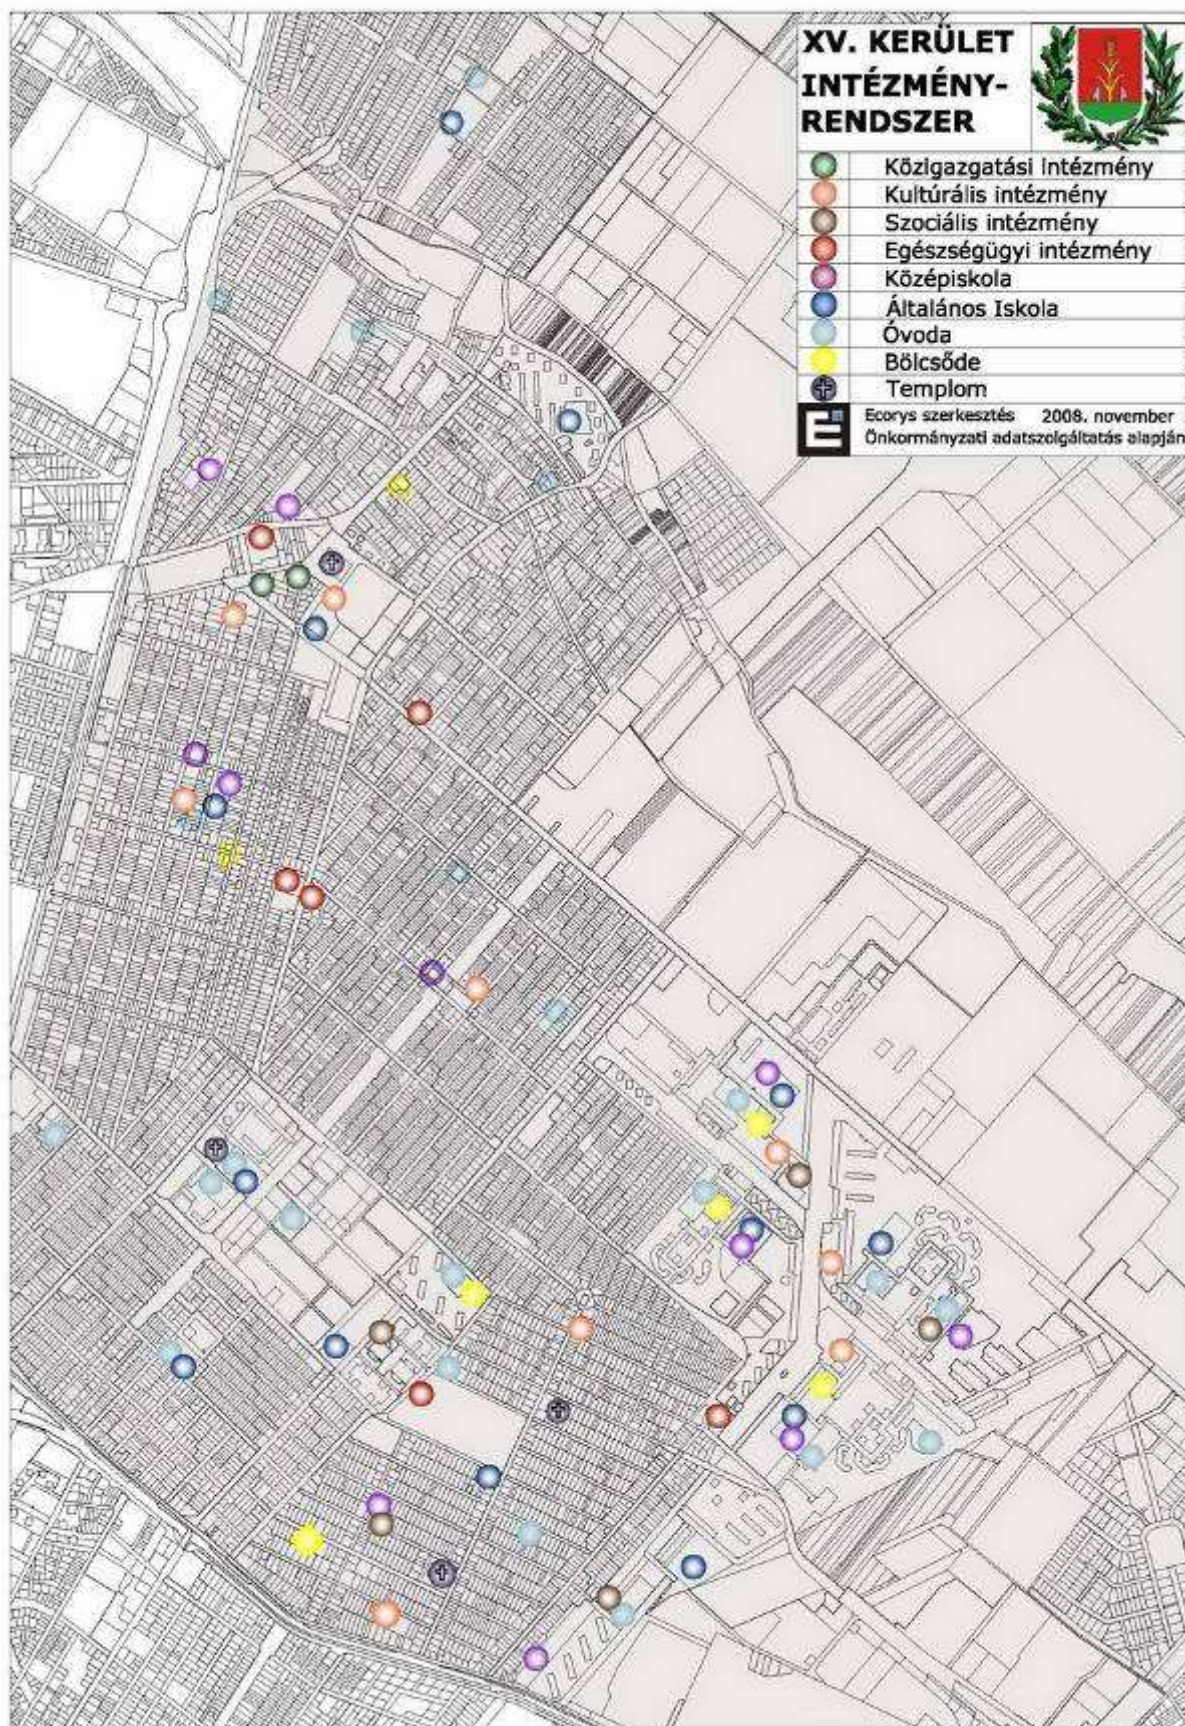 XV. KERÜLET
INTÉZMÉNY-
RENDSZER
Közigazgatási intézmény
Kultúrális intézmény
Szociális intézmény
Egészségügyi intézmény
Középiskola
Általános Iskola
Óvoda
Bölcsőde
Templom
Ecorys szerkesztés 2008. november
Önkormányzati adatszolgáltatás alapján